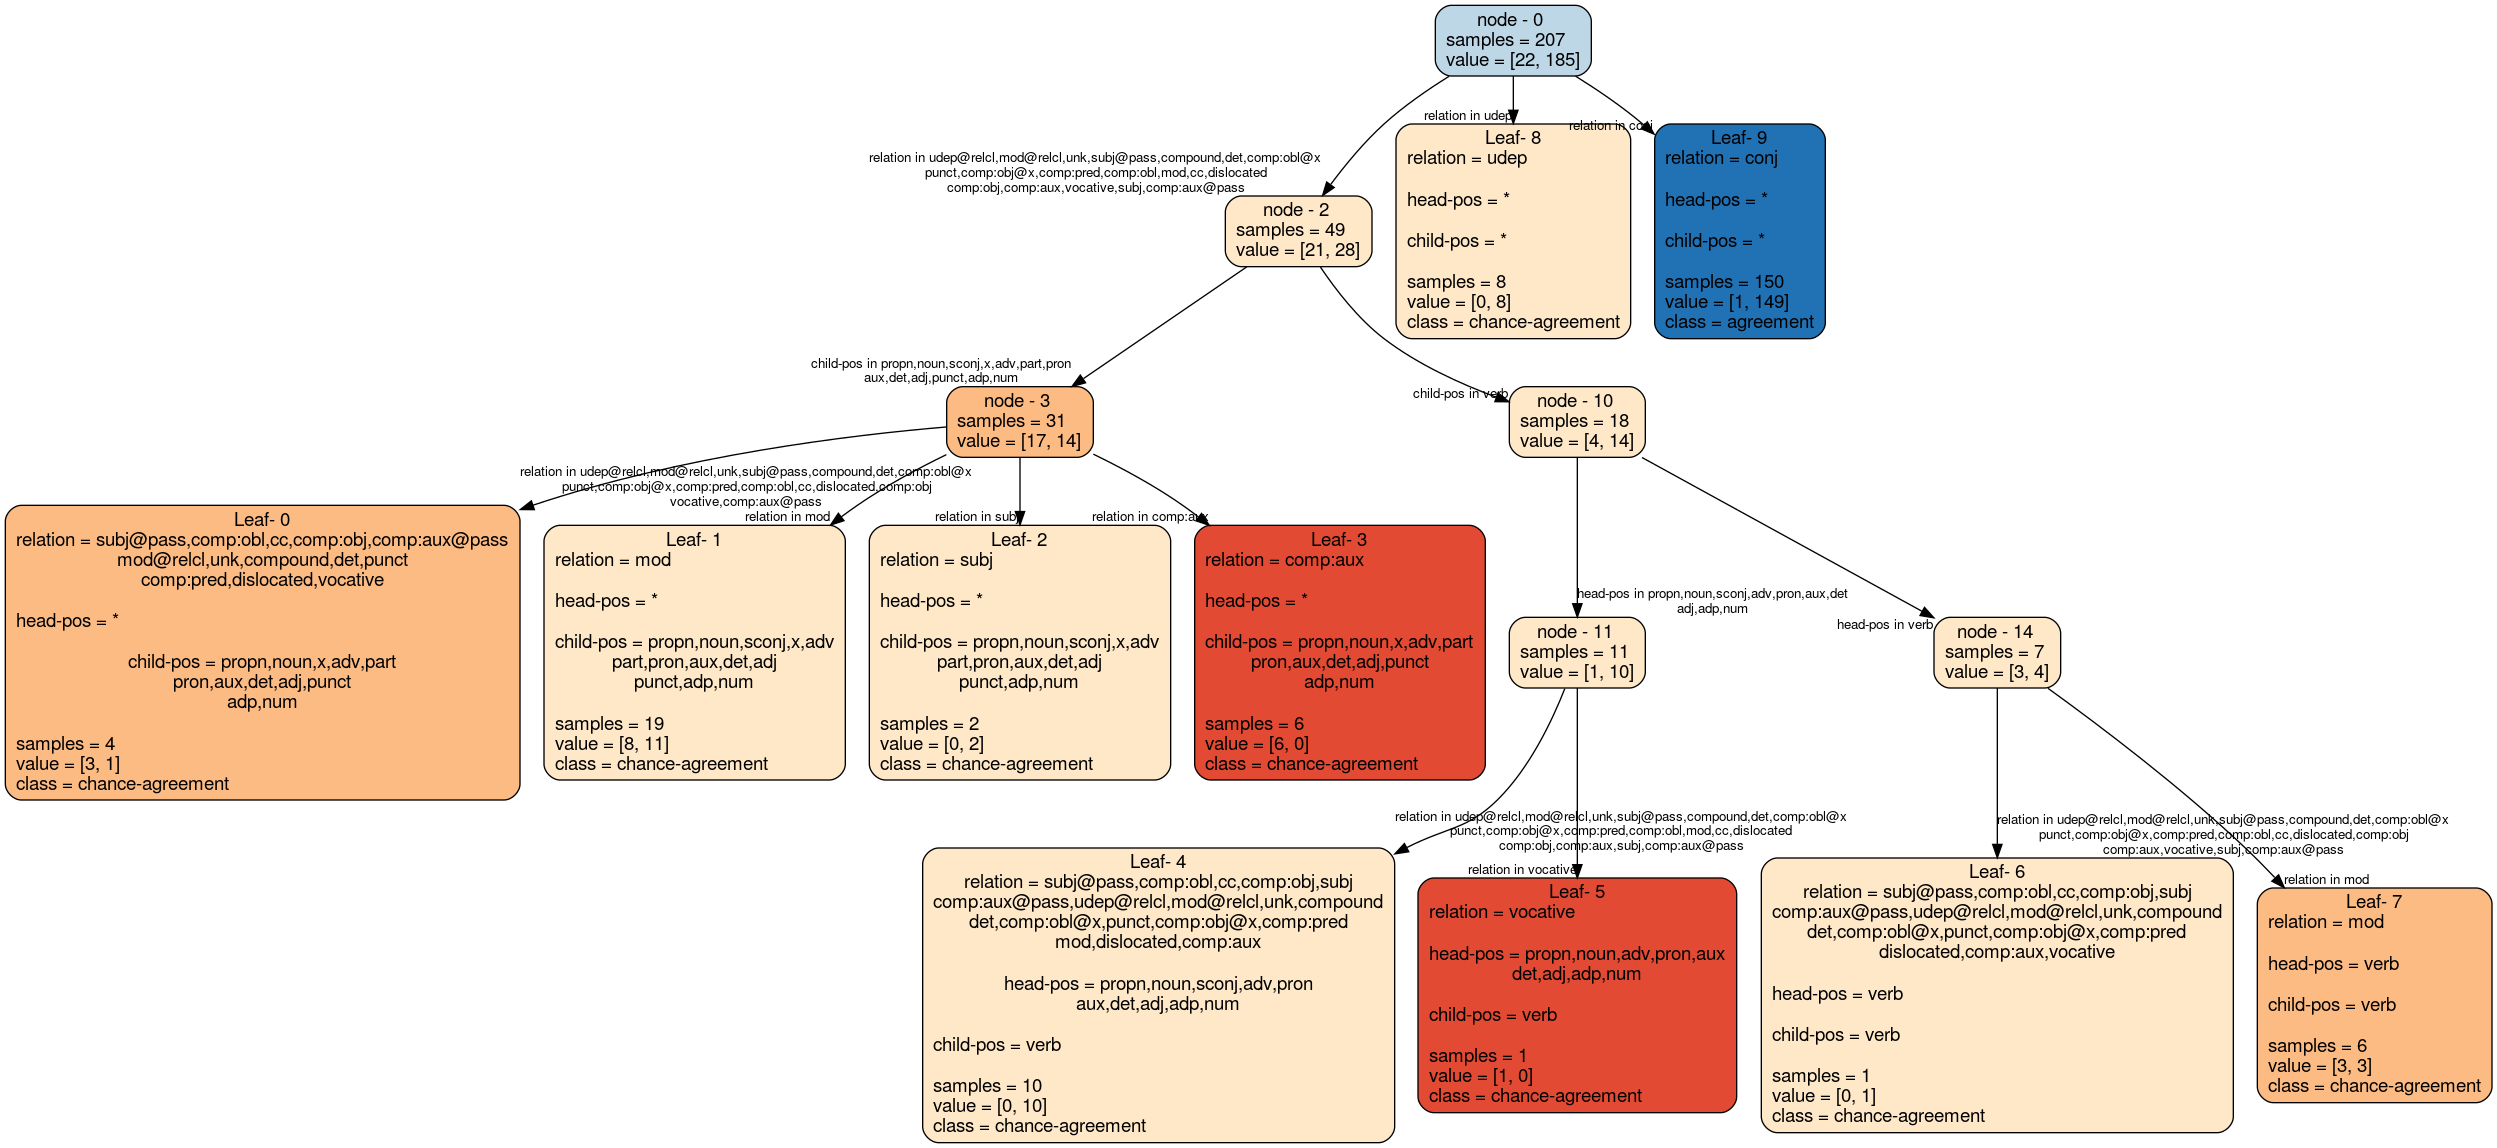 node - 0
samples = 207
value = [22, 185]
relation in udep
relation in conj
relation in udep@relcl,mod@relcl,unk,subj@pass,compound,det,comp:obl@x
punct,comp:obj@x,comp:pred,comp:obl,mod,cc,dislocated
comp:obj,comp:aux,vocative,subj,comp:aux@pass
Leaf- 8
relation = udep
head-pos = *
child-pos = *
samples = 8
value = [0, 8]
class = chance-agreement
Leaf- 9
relation = conj
head-pos = *
child-pos = *
samples = 150
value = [1, 149]
class = agreement
node - 2
samples = 49
value = [21, 28]
child-pos in propn,noun,sconj,x,adv,part,pron
aux,det,adj,punct,adp,num
child-pos in verb
node - 3
samples = 31
value = [17, 14]
node - 10
samples = 18
value = [4, 14]
relation in udep@relcl,mod@relcl,unk,subj@pass,compound,det,comp:obl@x
punct,comp:obj@x,comp:pred,comp:obl,cc,dislocated,comp:obj
vocative,comp:aux@pass
relation in mod
relation in subj
relation in comp:aux
Leaf- 0
relation = subj@pass,comp:obl,cc,comp:obj,comp:aux@pass
mod@relcl,unk,compound,det,punct
comp:pred,dislocated,vocative
head-pos = *
child-pos = propn,noun,x,adv,part
pron,aux,det,adj,punct
adp,num
samples = 4
value = [3, 1]
class = chance-agreement
Leaf- 1
relation = mod
head-pos = *
child-pos = propn,noun,sconj,x,adv
part,pron,aux,det,adj
punct,adp,num
samples = 19
value = [8, 11]
class = chance-agreement
Leaf- 2
relation = subj
head-pos = *
child-pos = propn,noun,sconj,x,adv
part,pron,aux,det,adj
punct,adp,num
samples = 2
value = [0, 2]
class = chance-agreement
Leaf- 3
relation = comp:aux
head-pos = *
child-pos = propn,noun,x,adv,part
pron,aux,det,adj,punct
adp,num
samples = 6
value = [6, 0]
class = chance-agreement
head-pos in propn,noun,sconj,adv,pron,aux,det
adj,adp,num
head-pos in verb
node - 11
samples = 11
value = [1, 10]
node - 14
samples = 7
value = [3, 4]
relation in udep@relcl,mod@relcl,unk,subj@pass,compound,det,comp:obl@x
punct,comp:obj@x,comp:pred,comp:obl,mod,cc,dislocated
comp:obj,comp:aux,subj,comp:aux@pass
relation in vocative
relation in udep@relcl,mod@relcl,unk,subj@pass,compound,det,comp:obl@x
punct,comp:obj@x,comp:pred,comp:obl,cc,dislocated,comp:obj
comp:aux,vocative,subj,comp:aux@pass
relation in mod
Leaf- 4
relation = subj@pass,comp:obl,cc,comp:obj,subj
comp:aux@pass,udep@relcl,mod@relcl,unk,compound
det,comp:obl@x,punct,comp:obj@x,comp:pred
mod,dislocated,comp:aux
head-pos = propn,noun,sconj,adv,pron
aux,det,adj,adp,num
child-pos = verb
samples = 10
value = [0, 10]
class = chance-agreement
Leaf- 5
relation = vocative
head-pos = propn,noun,adv,pron,aux
det,adj,adp,num
child-pos = verb
samples = 1
value = [1, 0]
class = chance-agreement
Leaf- 6
relation = subj@pass,comp:obl,cc,comp:obj,subj
comp:aux@pass,udep@relcl,mod@relcl,unk,compound
det,comp:obl@x,punct,comp:obj@x,comp:pred
dislocated,comp:aux,vocative
head-pos = verb
child-pos = verb
samples = 1
value = [0, 1]
class = chance-agreement
Leaf- 7
relation = mod
head-pos = verb
child-pos = verb
samples = 6
value = [3, 3]
class = chance-agreement